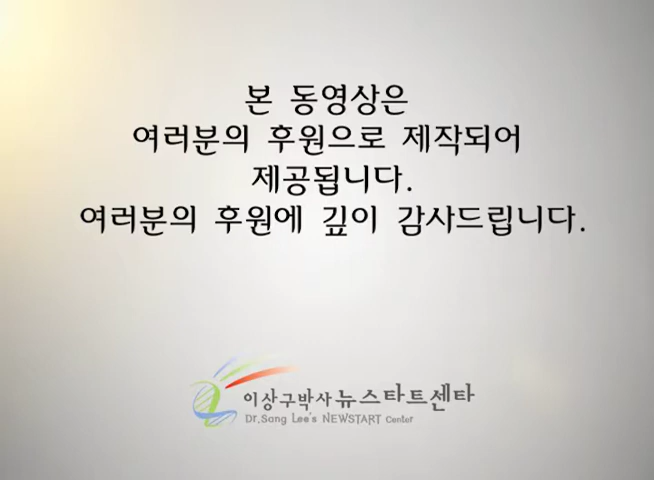 본 동영상은
여러분의 후원으로 제작되어
제공됩니다.
여러분의 후원에 깊이 감사드립니다.
이상구박사뉴스타트센타
Dr.Sang Lee's NEWSTART Center